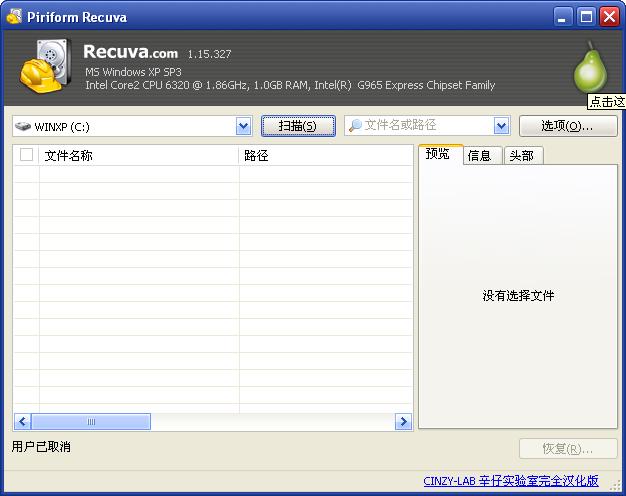 Piriform Recuva
Recuva.com 1.15.327
MS Windows XP SP3
Intel Core2 CPU 6320 @ 1.86GHz, 1.0GB RAM, Intel(R) G965 Express Chipset Family
点击这
WINXP (C:)
扫描(S)
文件名或路径
选项(O)...
文件名称
路径
预览
信息
头部
没有选择文件
用户已取消
恢复(R)...
CINZY-LAB 辛仔实验室完全汉化版